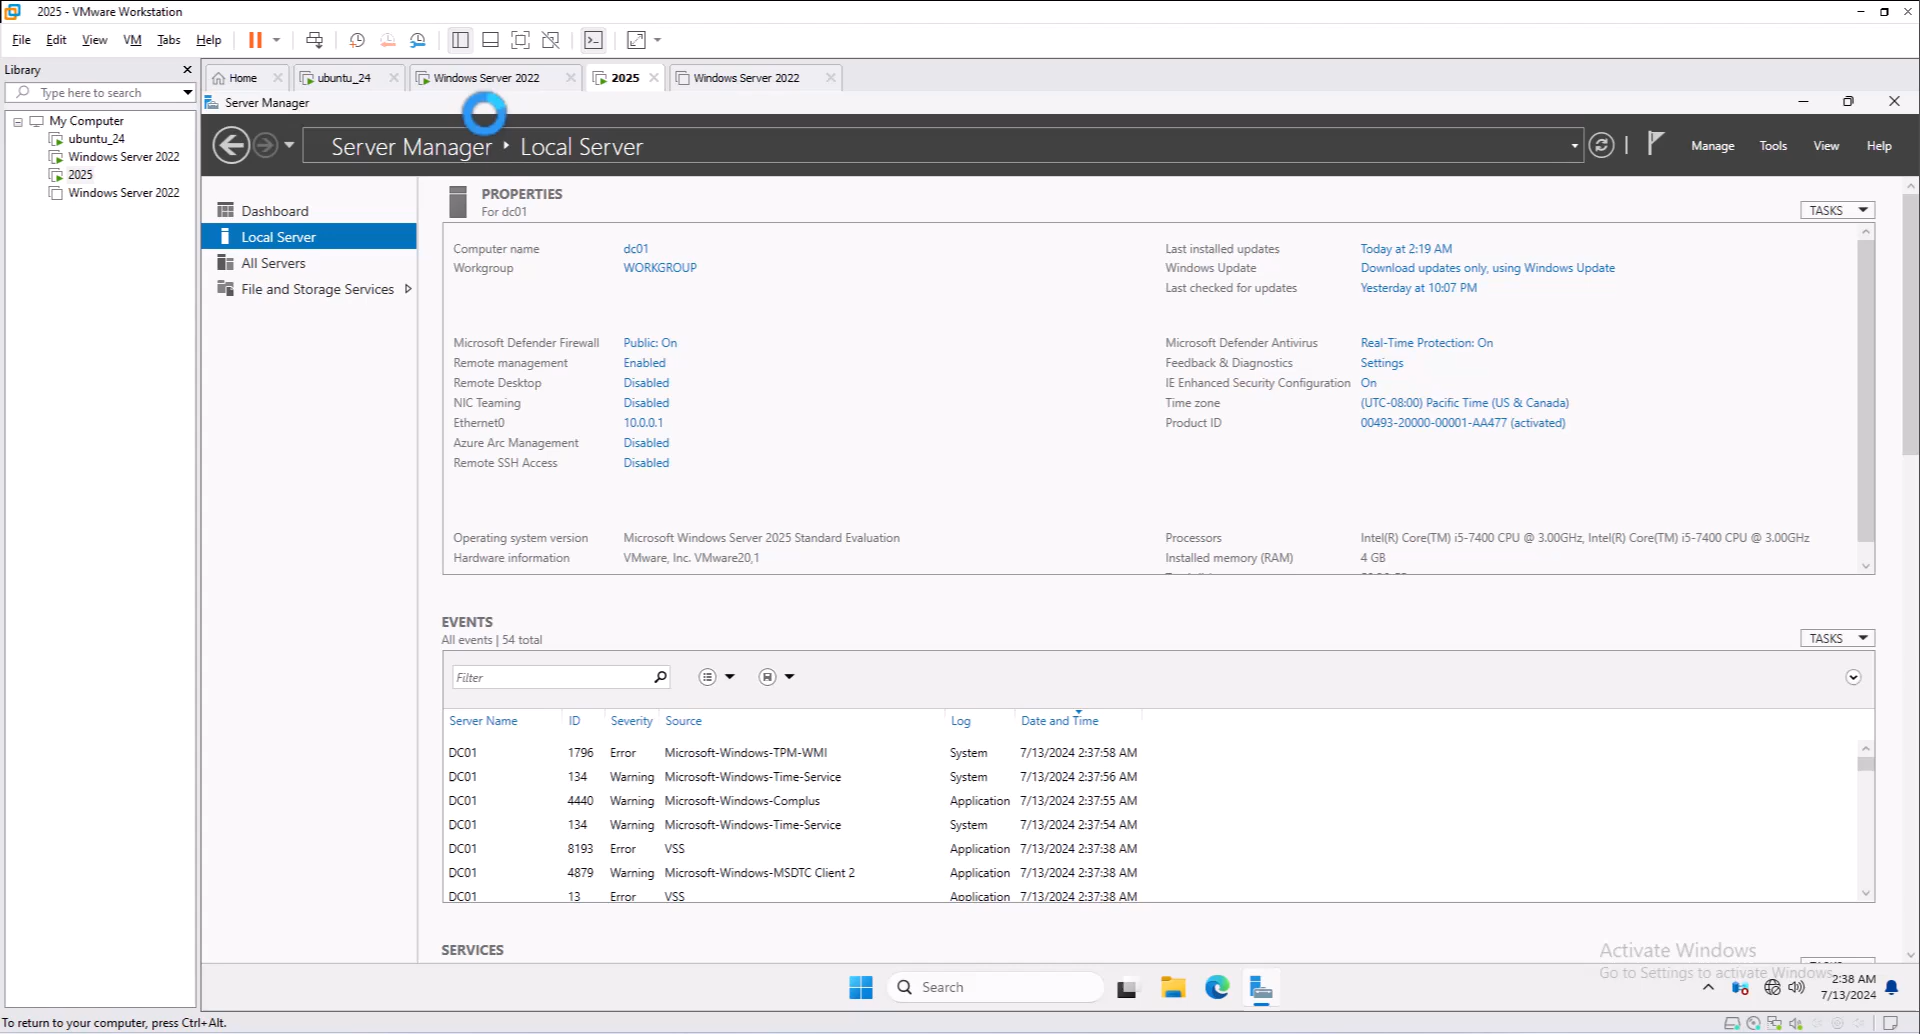 2025 - VMware Workstation
File Edit View VM Tabs Help
Library
Type here to search
My Computer
ubuntu_24
Windows Server 2022
2025
Windows Server 2022
Home ubuntu_24 Windows Server 2022 2025 Windows Server 2022
Server Manager
Server Manager Local Server
Manage Tools View Help
Dashboard
Local Server
All Servers
File and Storage Services
PROPERTIES
For dc01
TASKS
Computer name dc01 Last installed updates Today at 2:19 AM
Workgroup WORKGROUP Windows Update Download updates only, using Windows Update
Last checked for updates Yesterday at 10:07 PM
Microsoft Defender Firewall Public: On Microsoft Defender Antivirus Real-Time Protection: On
Remote management Enabled Feedback & Diagnostics Settings
Remote Desktop Disabled IE Enhanced Security Configuration On
NIC Teaming Disabled Time zone (UTC-08:00) Pacific Time (US & Canada)
Ethernet0 10.0.0.1 Product ID 00493-20000-00001-AA477 (activated)
Azure Arc Management Disabled
Remote SSH Access Disabled
Operating system version Microsoft Windows Server 2025 Standard Evaluation Processors Intel(R) Core(TM) i5-7400 CPU @ 3.00GHz, Intel(R) Core(TM) i5-7400 CPU @ 3.00GHz
Hardware information VMware, Inc. VMware20,1 Installed memory (RAM) 4 GB
EVENTS
All events | 54 total
TASKS
Filter
Server Name ID Severity Source Log Date and Time
DC01 1796 Error Microsoft-Windows-TPM-WMI System 7/13/2024 2:37:58 AM
DC01 134 Warning Microsoft-Windows-Time-Service System 7/13/2024 2:37:56 AM
DC01 4440 Warning Microsoft-Windows-Complus Application 7/13/2024 2:37:55 AM
DC01 134 Warning Microsoft-Windows-Time-Service System 7/13/2024 2:37:54 AM
DC01 8193 Error VSS Application 7/13/2024 2:37:38 AM
DC01 4879 Warning Microsoft-Windows-MSDTC Client 2 Application 7/13/2024 2:37:38 AM
DC01 13 Error VSS Application 7/13/2024 2:37:38 AM
SERVICES
Activate Windows
Go to Settings to activate Windows.
Search
2:38 AM
7/13/2024
To return to your computer, press Ctrl+Alt.